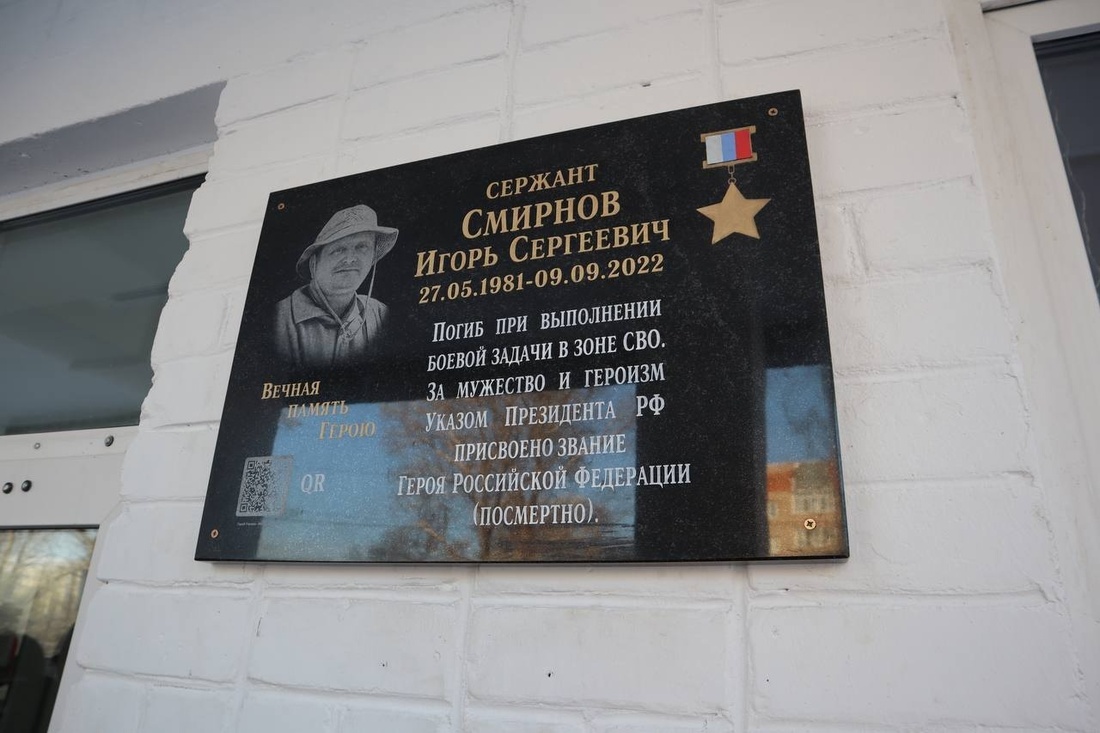 СЕРЖАНТ
СМИРНОВ
ИГОРЬ СЕРГЕЕВИЧ
27.05.1981-09.09.2022
ПОГИБ ПРИ ВЫПОЛНЕНИИ
БОЕВОЙ ЗАДАЧИ В ЗОНЕ СВО.
ЗА МУЖЕСТВО И ГЕРОИЗМ
УКАЗОМ ПРЕЗИДЕНТА РФ
ПРИСВОЕНО ЗВАНИЕ
ГЕРОЯ РОССИЙСКОЙ ФЕДЕРАЦИИ
(ПОСМЕРТНО).
ВЕЧНАЯ
ПАМЯТЬ
ГЕРОЮ
QR